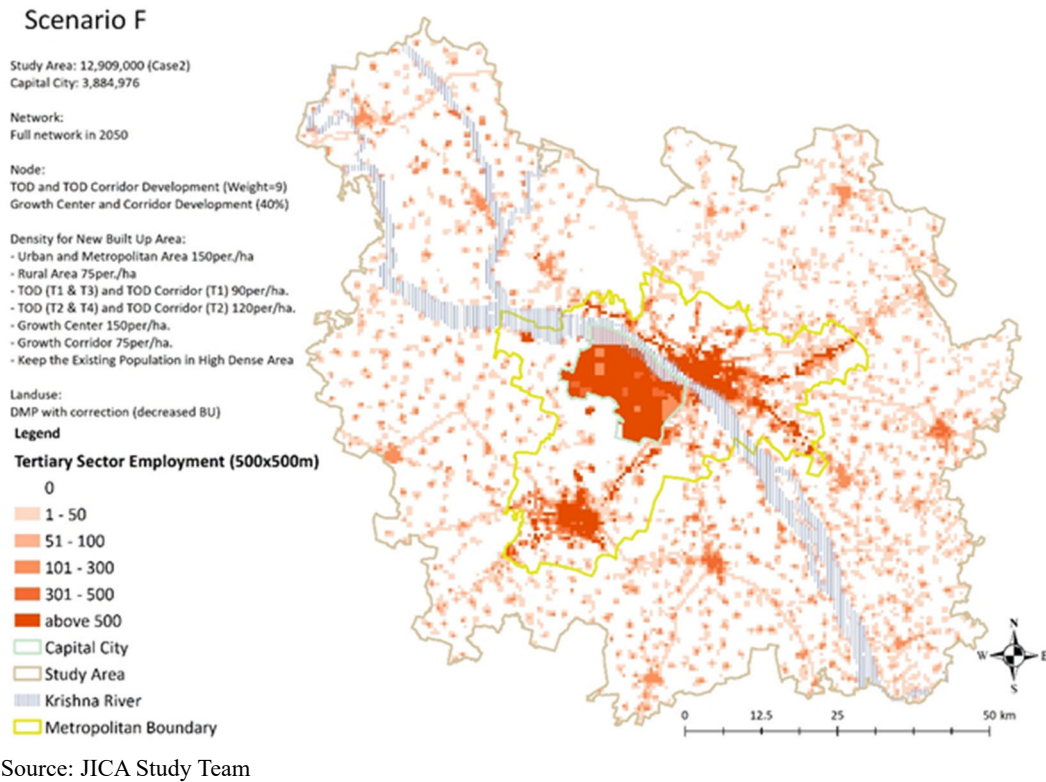 Scenario F
Study Area: 12,909,000 (Case2)
Capital City: 3,884,976
Network:
Full network in 2050
Node:
TOD and TOD Corridor Development (Weight=9)
Growth Center and Corridor Development (40%)
Density for New Built Up Area:
- Urban and Metropolitan Area 150per./ha
- Rural Area 75per./ha
- TOD (T1 & T3) and TOD Corridor (T1) 90per/ha.
- TOD (T2 & T4) and TOD Corridor (T2) 120per/ha.
- Growth Center 150per/ha.
- Growth Corridor 75per/ha.
- Keep the Existing Population in High Dense Area
Landuse:
DMP with correction (decreased BU)
Legend
Tertiary Sector Employment (500x500m)
0
1 - 50
51 - 100
101 - 300
301 - 500
above 500
Capital City
Study Area
Krishna River
Metropolitan Boundary
N
W E
S
0 12.5 25 50 km
Source: JICA Study Team